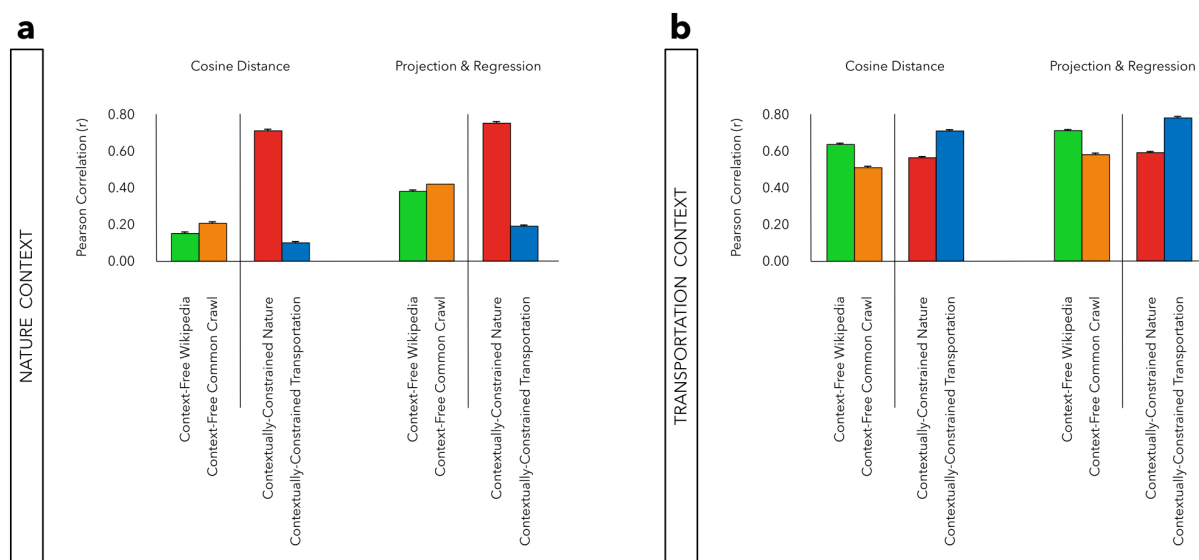 a
NATURE CONTEXT
Cosine Distance
Projection & Regression
Pearson Correlation (r)
0.80
0.60
0.40
0.20
0.00
Context-Free Wikipedia
Context-Free Common Crawl
Contextually-Constrained Nature
Contextually-Constrained Transportation
Context-Free Wikipedia
Context-Free Common Crawl
Contextually-Constrained Nature
Contextually-Constrained Transportation
b
TRANSPORTATION CONTEXT
Cosine Distance
Projection & Regression
Pearson Correlation (r)
0.80
0.60
0.40
0.20
0.00
Context-Free Wikipedia
Context-Free Common Crawl
Contextually-Constrained Nature
Contextually-Constrained Transportation
Context-Free Wikipedia
Context-Free Common Crawl
Contextually-Constrained Nature
Contextually-Constrained Transportation